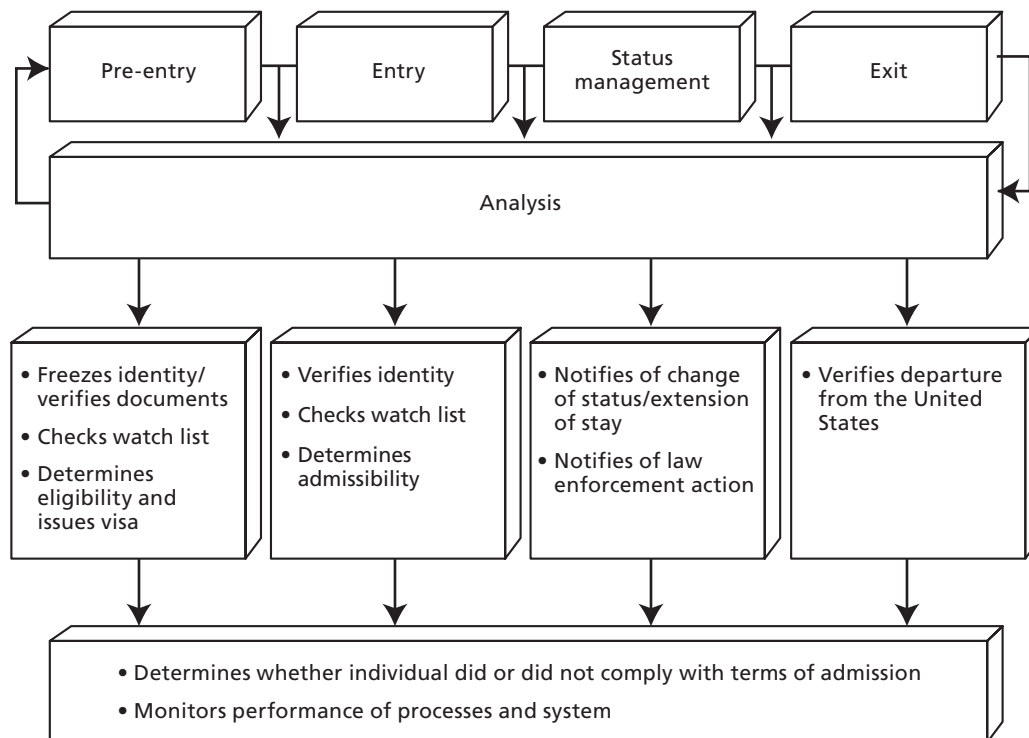 Pre-entry
Entry
Status
management
Exit
Analysis
• Freezes identity/
verifies documents
• Checks watch list
• Determines
eligibility and
issues visa
• Verifies identity
• Checks watch list
• Determines
admissibility
• Notifies of change
of status/extension
of stay
• Notifies of law
enforcement action
• Verifies departure
from the United
States
• Determines whether individual did or did not comply with terms of admission
• Monitors performance of processes and system